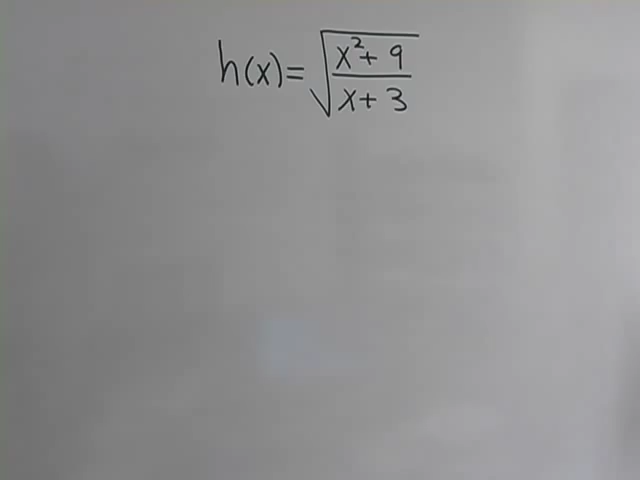 h(x) = √((x² + 9)/(x + 3))